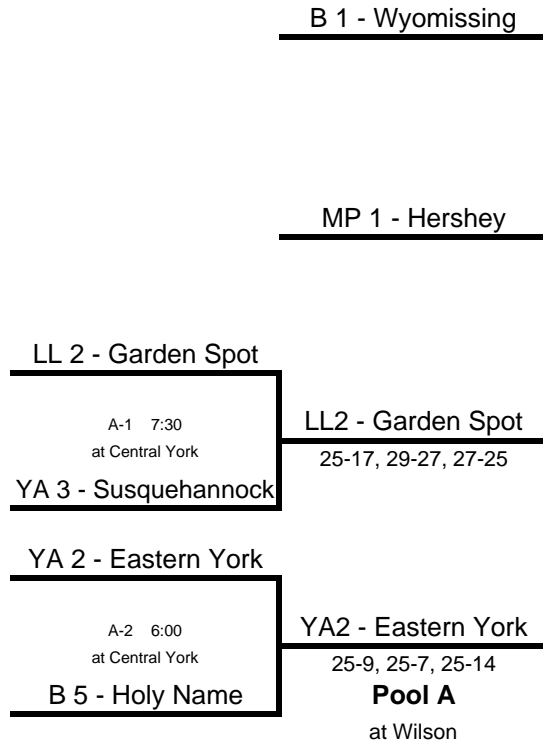 B 1 - Wyomissing
MP 1 - Hershey
LL 2 - Garden Spot
A-1 7:30
at Central York
LL2 - Garden Spot
25-17, 29-27, 27-25
YA 3 - Susquehannock
YA 2 - Eastern York
A-2 6:00
at Central York
YA2 - Eastern York
25-9, 25-7, 25-14
B 5 - Holy Name
Pool A
at Wilson